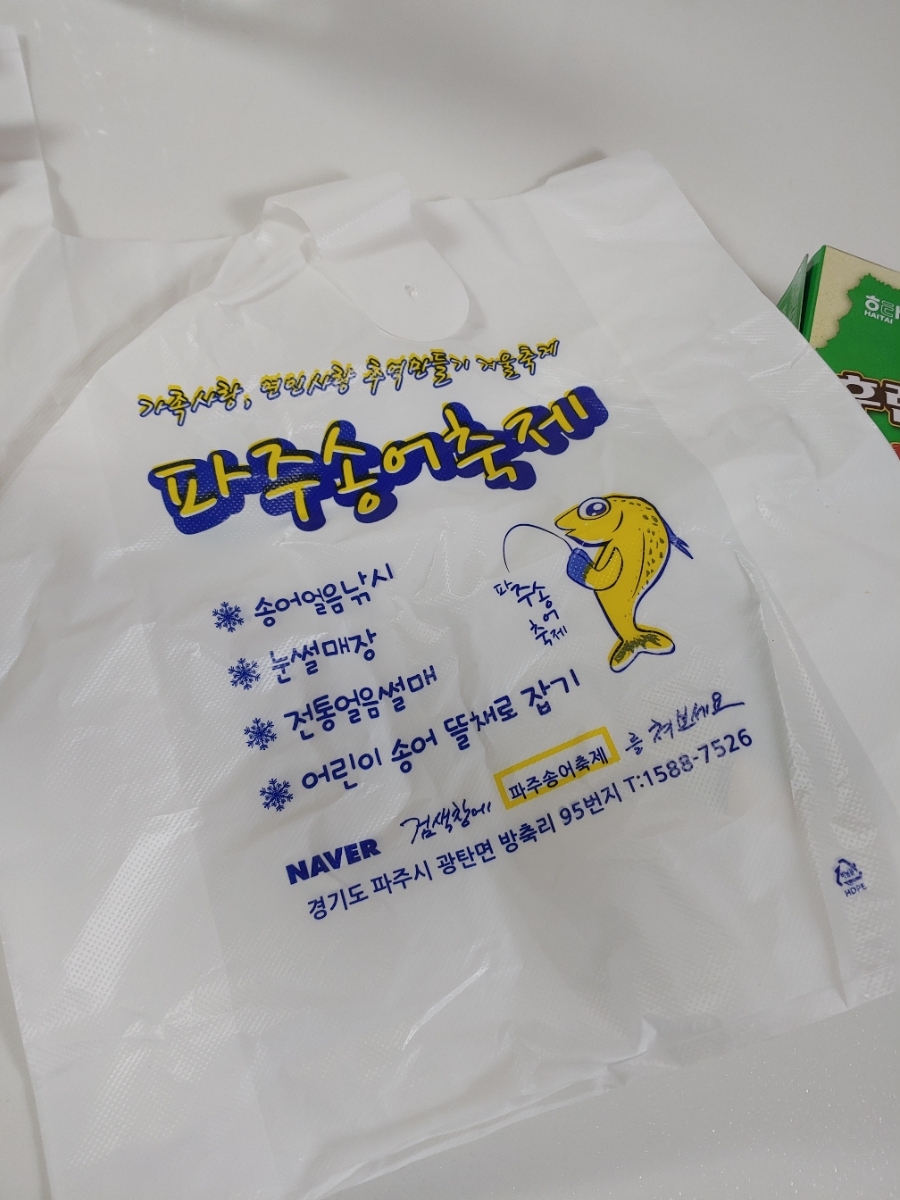 가족사랑, 연인사랑 추억만들기 겨울축제
파주송어축제
송어얼음낚시
눈썰매장
전통얼음썰매
어린이 송어 뜰채로 잡기
파주송
어
축제
NAVER 검색창에 파주송어축제 를 쳐보세요
경기도 파주시 광탄면 방축리 95번지 T:1588-7526
HDPE
해태
HAITAI